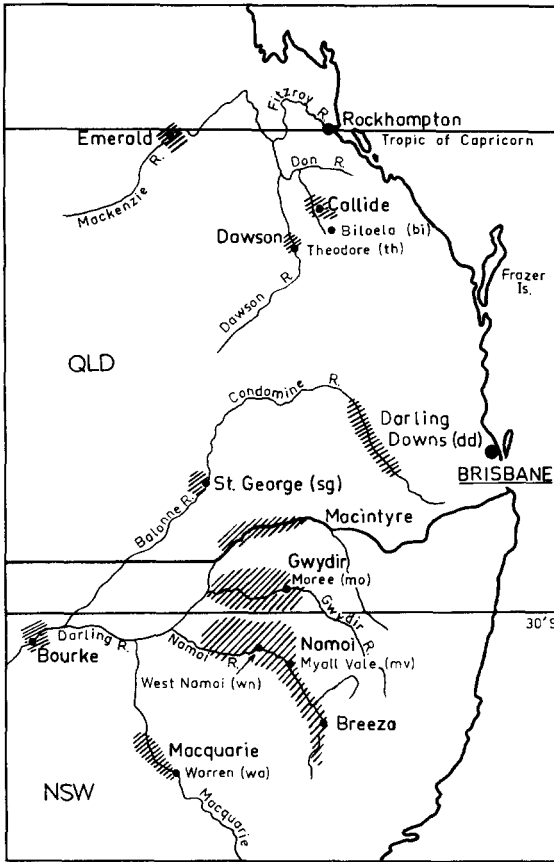 Fitzroy R.
Rockhampton
Emerald
Tropic of Capricorn
Mackenzie R.
Don R.
Callide
Biloela (bi)
Dawson
Theodore (th)
Dawson R
Frazer
Is.
QLD
Condamine R.
Darling
Downs (dd)
BRISBANE
St. George (sg)
Balonne R.
Macintyre
Gwydir
Moree (mo)
Gwydir R.
30°S
Darling R.
Bourke
Namoi R.
Namoi
Myall Vale (mv)
West Namoi (wn)
Breeza
Macquarie
Warren (wa)
Macquarie
NSW